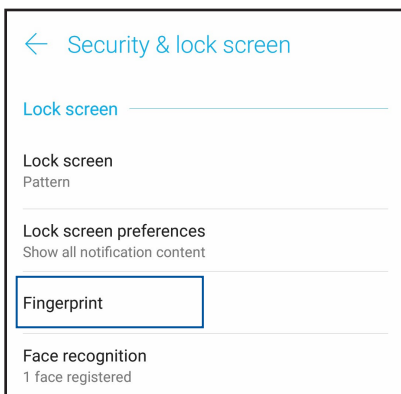 Security & lock screen
Lock screen
Lock screen
Pattern
Lock screen preferences
Show all notification content
Fingerprint
Face recognition
1 face registered